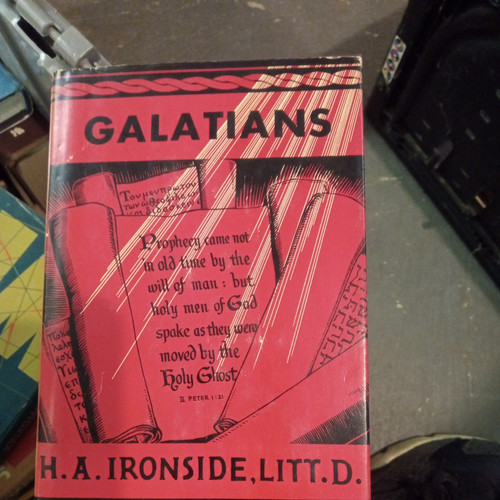 GALATIANS
Prophecy came not
in old time by the
will of man : but
holy men of God
spake as they were
moved by the
Holy Ghost
II PETER 1:21
H. A. IRONSIDE, LITT. D.